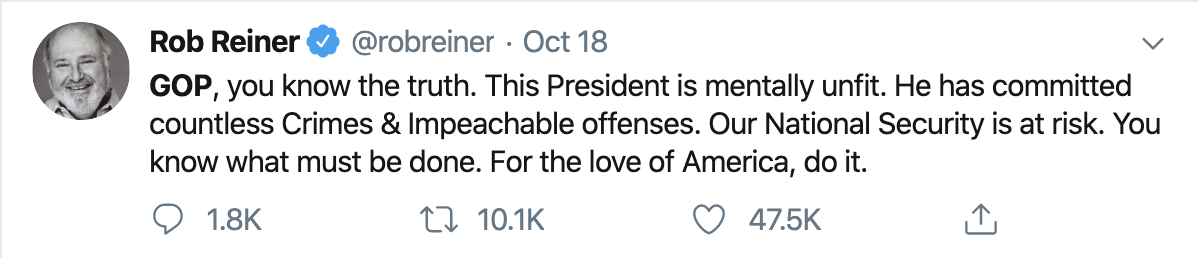 Rob Reiner @robreiner · Oct 18
GOP, you know the truth. This President is mentally unfit. He has committed
countless Crimes & Impeachable offenses. Our National Security is at risk. You
know what must be done. For the love of America, do it.
1.8K 10.1K 47.5K